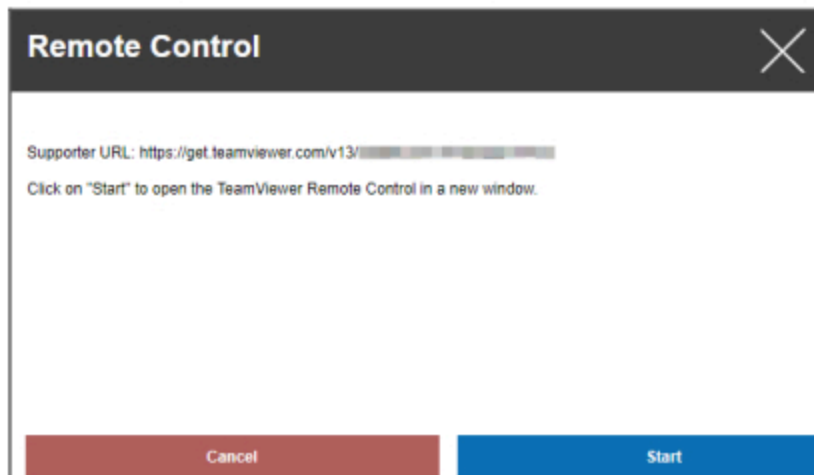 Remote Control
Supporter URL: https://get.teamviewer.com/v13/
Click on "Start" to open the TeamViewer Remote Control in a new window.
Cancel
Start